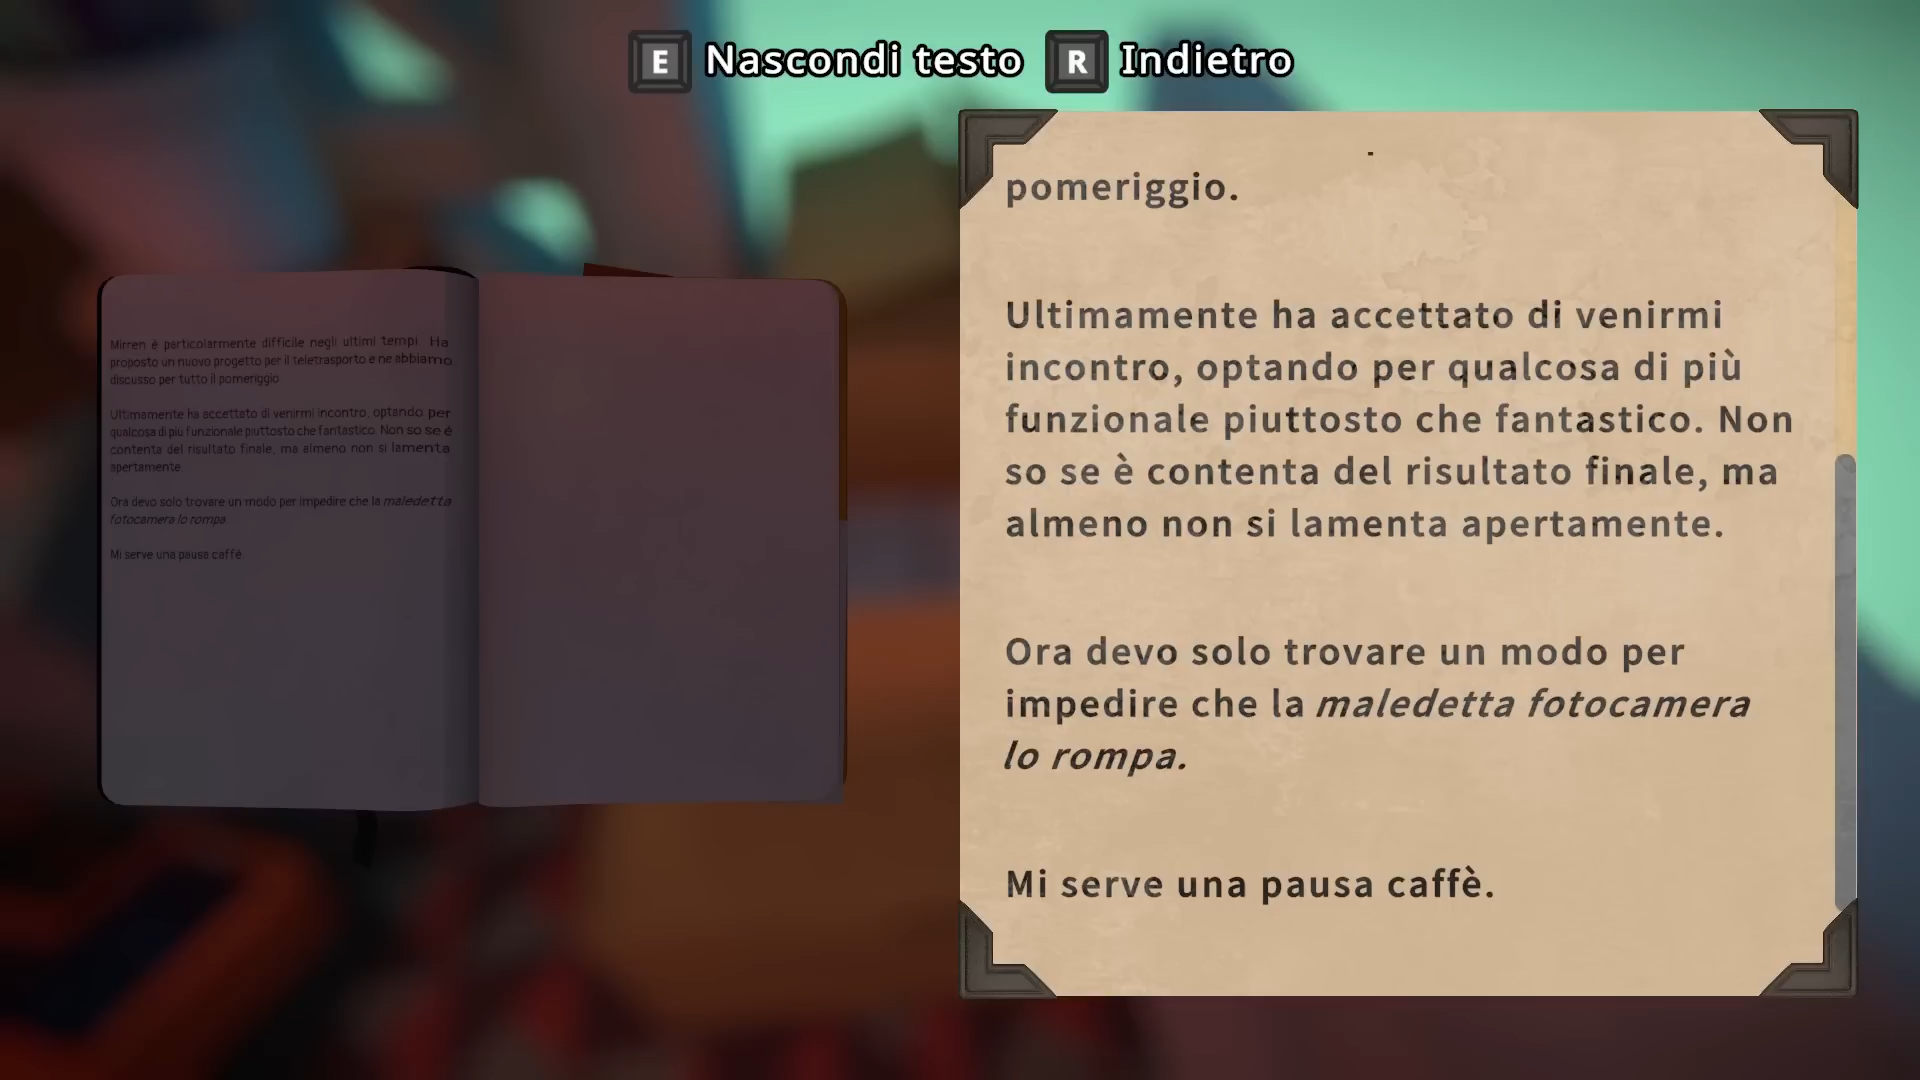 E Nascondi testo R Indietro
Mirren è particolarmente difficile negli ultimi tempi. Ha
proposto un nuovo progetto per il teletrasporto e ne abbiamo
discusso per tutto il pomeriggio.
Ultimamente ha accettato di venirmi incontro, optando per
qualcosa di più funzionale piuttosto che fantastico. Non so se è
contenta del risultato finale, ma almeno non si lamenta
apertamente.
Ora devo solo trovare un modo per impedire che la maledetta
fotocamera lo rompa.
Mi serve una pausa caffè.
pomeriggio.
Ultimamente ha accettato di venirmi
incontro, optando per qualcosa di più
funzionale piuttosto che fantastico. Non
so se è contenta del risultato finale, ma
almeno non si lamenta apertamente.
Ora devo solo trovare un modo per
impedire che la maledetta fotocamera
lo rompa.
Mi serve una pausa caffè.